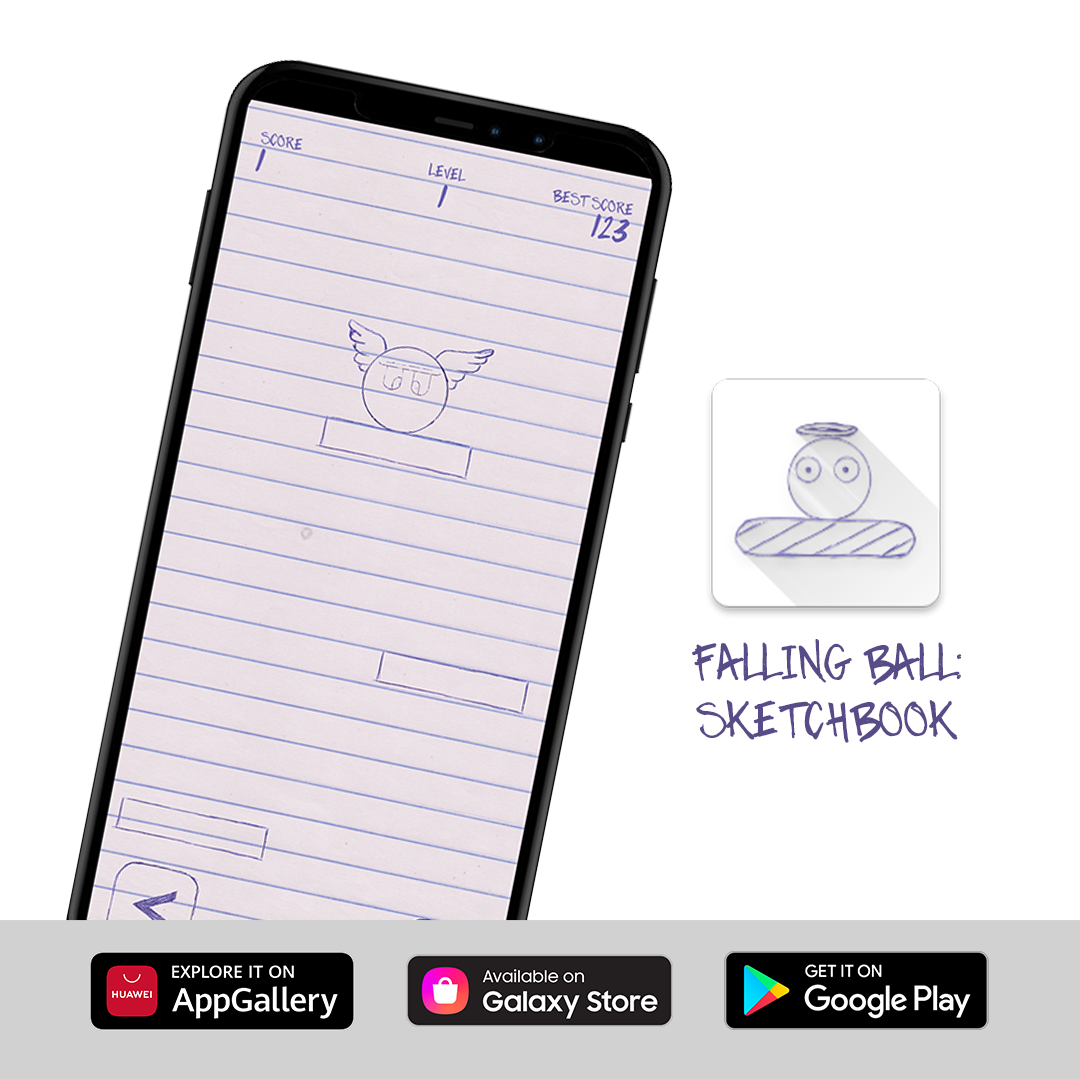 SCORE
1
LEVEL
1
BEST SCORE
123
FALLING BALL:
SKETCHBOOK
HUAWEI
EXPLORE IT ON
AppGallery
Available on
Galaxy Store
GET IT ON
Google Play